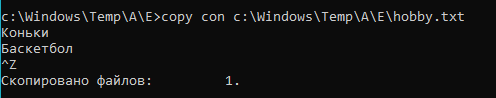 c:\Windows\Temp\A\E>copy con c:\Windows\Temp\A\E\hobby.txt
Коньки
Баскетбол
^Z
Скопировано файлов:         1.